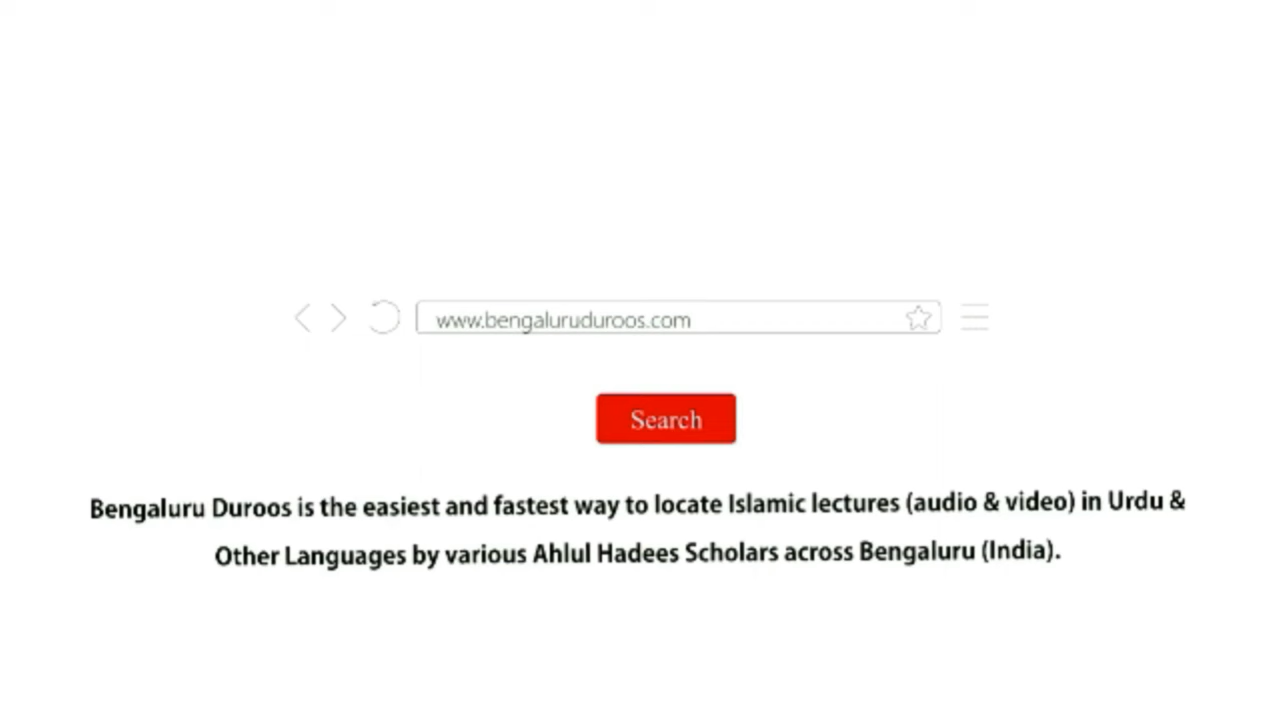 www.bengaluruduroos.com
Search
Bengaluru Duroos is the easiest and fastest way to locate Islamic lectures (audio & video) in Urdu &
Other Languages by various Ahlul Hadees Scholars across Bengaluru (India).